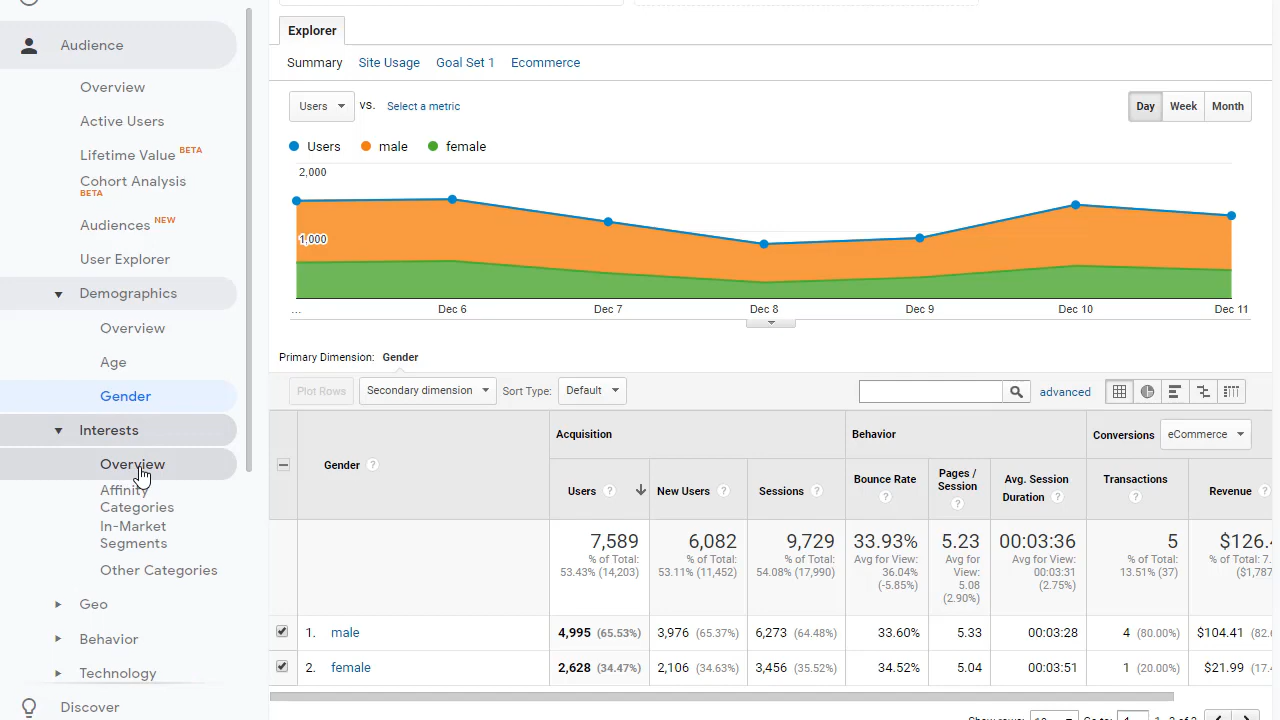 Audience
Overview
Active Users
Lifetime Value BETA
Cohort Analysis
BETA
Audiences NEW
User Explorer
Demographics
Overview
Age
Gender
Interests
Overview
Affinity
Categories
In-Market
Segments
Other Categories
Geo
Behavior
Technology
Discover
Explorer
Summary Site Usage Goal Set 1 Ecommerce
Users vs. Select a metric Day Week Month
Users male female
2,000
1,000
... Dec 6 Dec 7 Dec 8 Dec 9 Dec 10 Dec 11
Primary Dimension: Gender
Plot Rows Secondary dimension Sort Type: Default advanced
Acquisition Behavior Conversions eCommerce
Gender ? Users ? New Users ? Sessions ? Bounce Rate ? Pages / Session ? Avg. Session Duration ? Transactions ? Revenue ?
7,589 6,082 9,729 33.93% 5.23 00:03:36 5 $126.
% of Total: % of Total: % of Total: Avg for View: Avg for View: Avg for View: % of Total: % of
53.43% (14,203) 53.11% (11,452) 54.08% (17,990) 36.04% (-5.85%) 5.08 (2.90%) 00:03:31 (2.75%) 13.51% (37) ($1,787
1. male 4,995 (65.53%) 3,976 (65.37%) 6,273 (64.48%) 33.60% 5.33 00:03:28 4 (80.00%) $104.41 (82.
2. female 2,628 (34.47%) 2,106 (34.63%) 3,456 (35.52%) 34.52% 5.04 00:03:51 1 (20.00%) $21.99 (17.